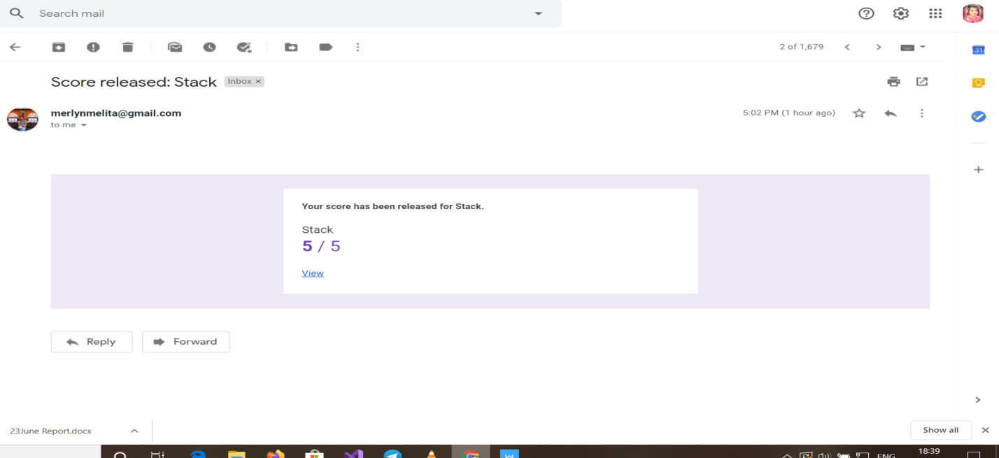 Search mail
2 of 1,679
Score released: Stack Inbox ×
merlynmelita@gmail.com
5:02 PM (1 hour ago)
to me
31
Your score has been released for Stack.
Stack
5 / 5
View
Reply
Forward
23June Report.docx
Show all
18:39
ENG